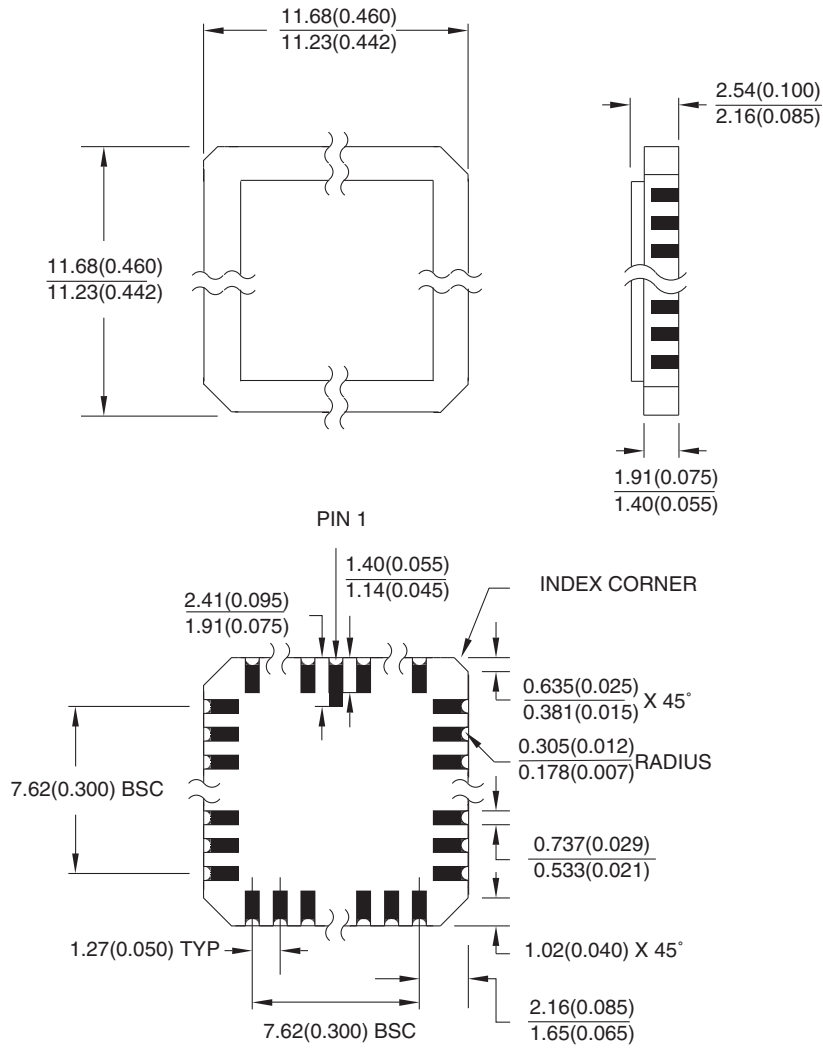 11.68(0.460)
11.23(0.442)
2.54(0.100)
2.16(0.085)
11.68(0.460)
11.23(0.442)
1.91(0.075)
1.40(0.055)
PIN 1
1.40(0.055)
1.14(0.045)
INDEX CORNER
2.41(0.095)
1.91(0.075)
0.635(0.025)
0.381(0.015) X 45˚
0.305(0.012)
0.178(0.007) RADIUS
7.62(0.300) BSC
0.737(0.029)
0.533(0.021)
1.27(0.050) TYP
1.02(0.040) X 45˚
2.16(0.085)
1.65(0.065)
7.62(0.300) BSC